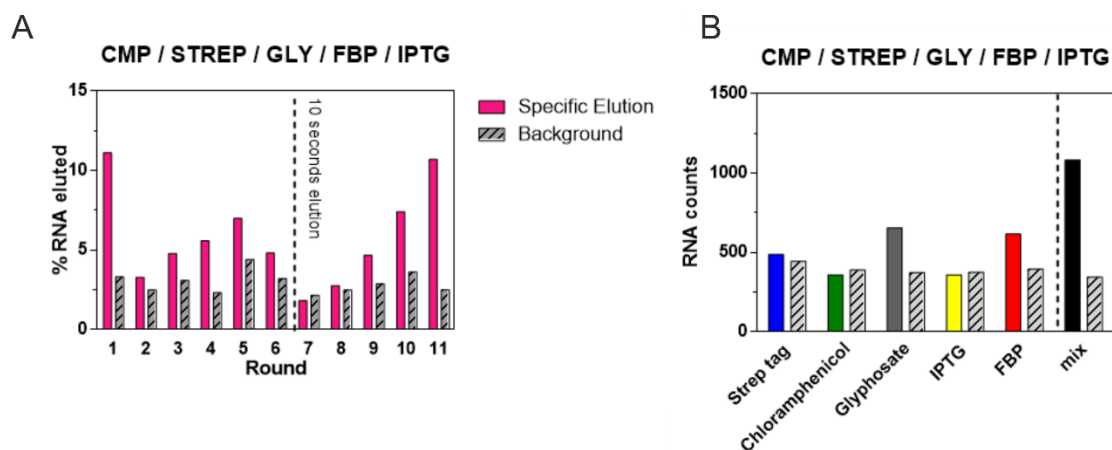 A
CMP / STREP / GLY / FBP / IPTG
15
10
5
0
% RNA eluted
10 seconds elution
1 2 3 4 5 6 7 8 9 10 11
Round
Specific Elution
Background
B
CMP / STREP / GLY / FBP / IPTG
1500
1000
500
0
RNA counts
Strep tag
Chloramphenicol
Glyphosate
IPTG
FBP
mix